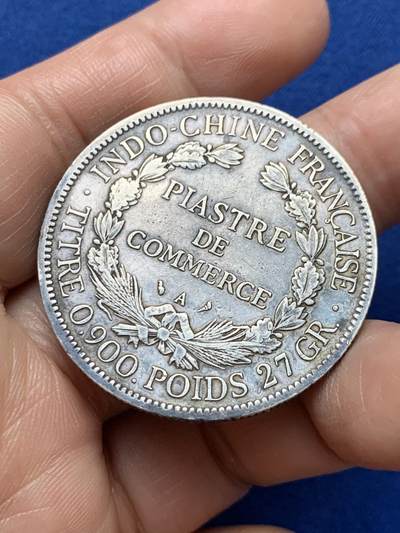 INDO-CHINE FRANÇAISE.
PIASTRE
DE
COMMERCE
A
TITRE 0,900. POIDS 27 GR.